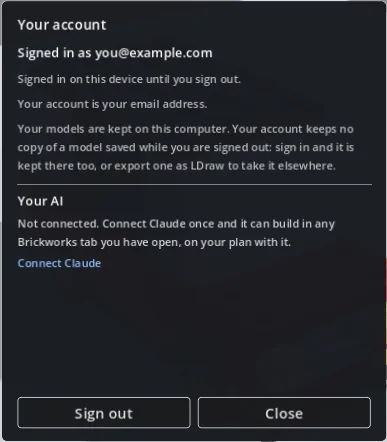 Your account
Signed in as you@example.com
Signed in on this device until you sign out.
Your account is your email address.
Your models are kept on this computer. Your account keeps no
copy of a model saved while you are signed out: sign in and it is
kept there too, or export one as LDraw to take it elsewhere.
Your AI
Not connected. Connect Claude once and it can build in any
Brickworks tab you have open, on your plan with it.
Connect Claude
Sign out
Close